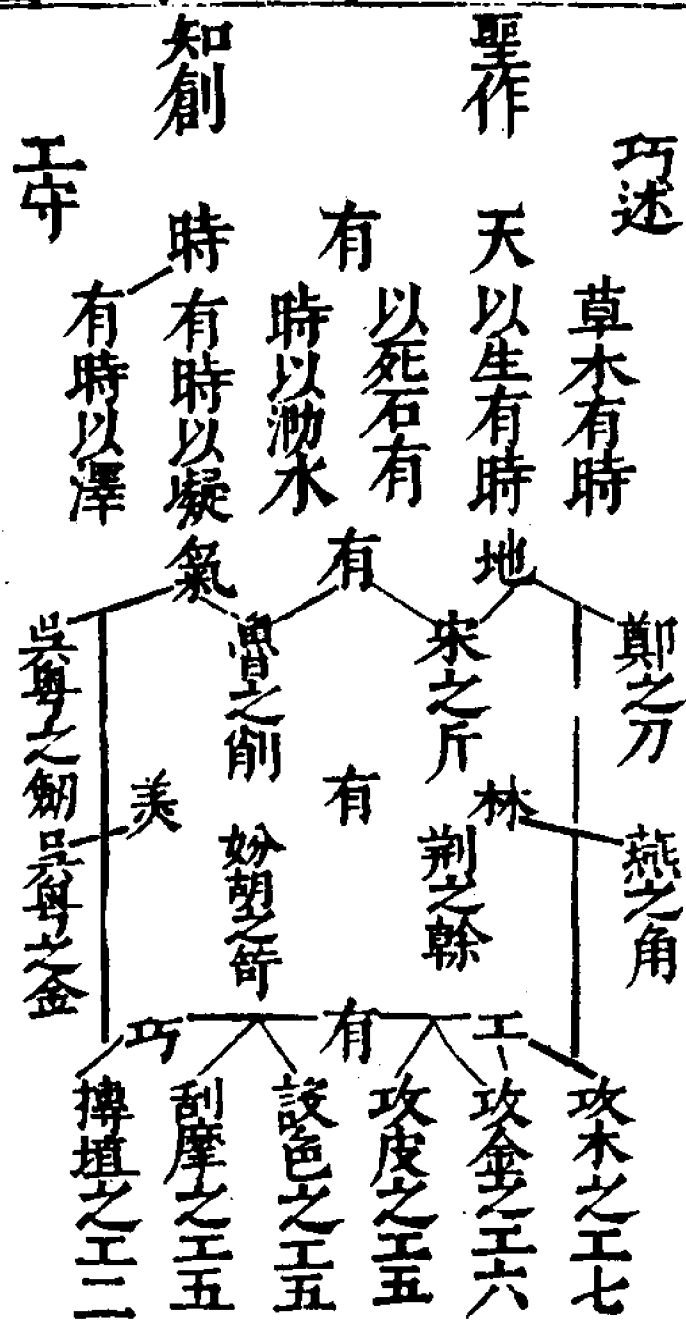 巧述
聖作
知創
工守
天有時
草木有時
以生有時
以死石有
時以泐水
有時以凝
有時以澤
地有氣
鄭之刀
宋之斤
魯之削
吳粤之劒
林有美
燕之角
荆之榦
妢胡之笴
吳粤之金
工有巧
攻木之工七
攻金之工六
攻皮之工五
設色之工五
刮摩之工五
摶埴之工二